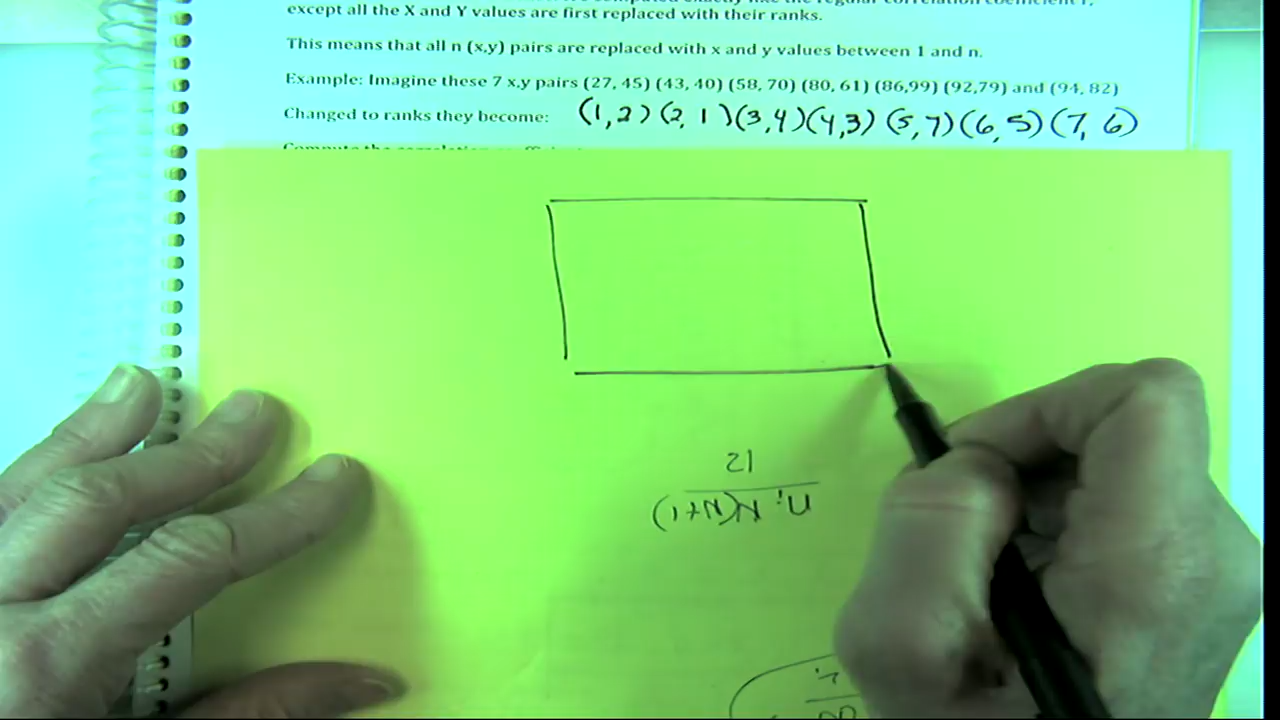 except all the X and Y values are first replaced with their ranks.
This means that all n (x,y) pairs are replaced with x and y values between 1 and n.
Example: Imagine these 7 x,y pairs (27, 45) (43, 40) (58, 70) (80, 61) (86,99) (92,79) and (94, 82)
Changed to ranks they become: (1,2) (2, 1) (3,4) (4,3) (5,7) (6,5) (7, 6)
12
N(N+1)